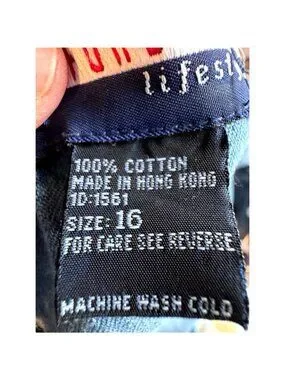 lifesty
100% COTTON
MADE IN HONG KONG
ID:1561
SIZE: 16
FOR CARE SEE REVERSE
MACHINE WASH COLD